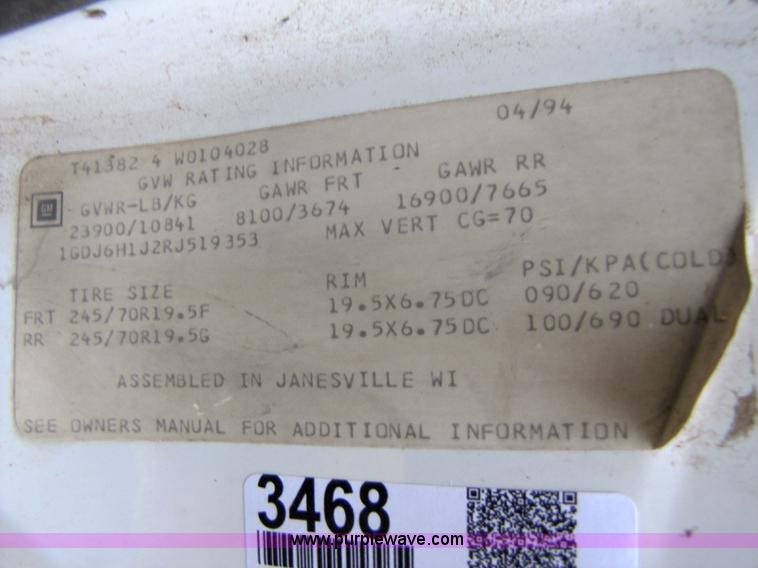 04/94
T41382 4 W0104028
GVW RATING INFORMATION
GVWR-LB/KG GAWR FRT - GAWR RR
23900/10841 8100/3674 16900/7665
1GDJ6H1J2RJ519353 MAX VERT CG=70
GM
TIRE SIZE RIM PSI/KPA(COLD)
FRT 245/70R19.5F 19.5X6.75DC 090/620
RR 245/70R19.5G 19.5X6.75DC 100/690 DUAL
ASSEMBLED IN JANESVILLE WI
SEE OWNERS MANUAL FOR ADDITIONAL INFORMATION
3468
www.purplewave.com